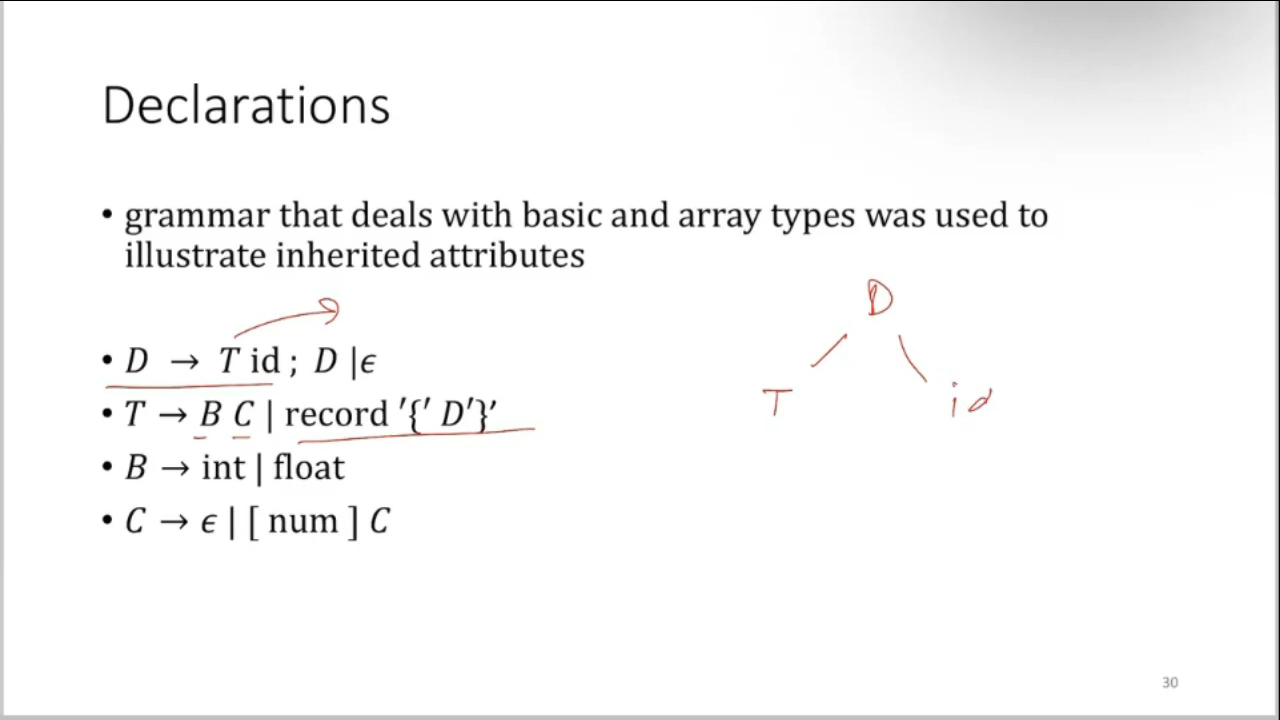 Declarations
• grammar that deals with basic and array types was used to
illustrate inherited attributes
D
• D → T id ; D |ϵ
T id
• T → B C | record ′{′ D′}’
• B → int | float
• C → ϵ | [ num ] C
30